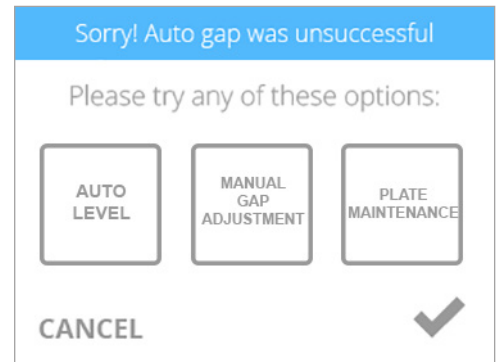 Sorry! Auto gap was unsuccessful
Please try any of these options:
AUTO
LEVEL
MANUAL
GAP
ADJUSTMENT
PLATE
MAINTENANCE
CANCEL